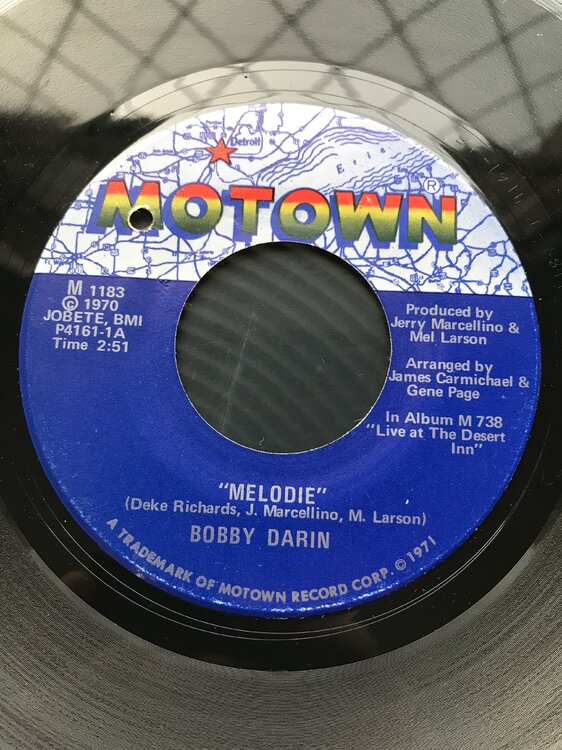 Detroit
Erie
MOTOWN®
M 1183
© 1970
JOBETE, BMI
P4161-1A
Time 2:51
Produced by
Jerry Marcellino &
Mel Larson
Arranged by
James Carmichael &
Gene Page
In Album M 738
"Live at The Desert
Inn"
"MELODIE"
(Deke Richards, J. Marcellino, M. Larson)
BOBBY DARIN
A TRADEMARK OF MOTOWN RECORD CORP. © 1971